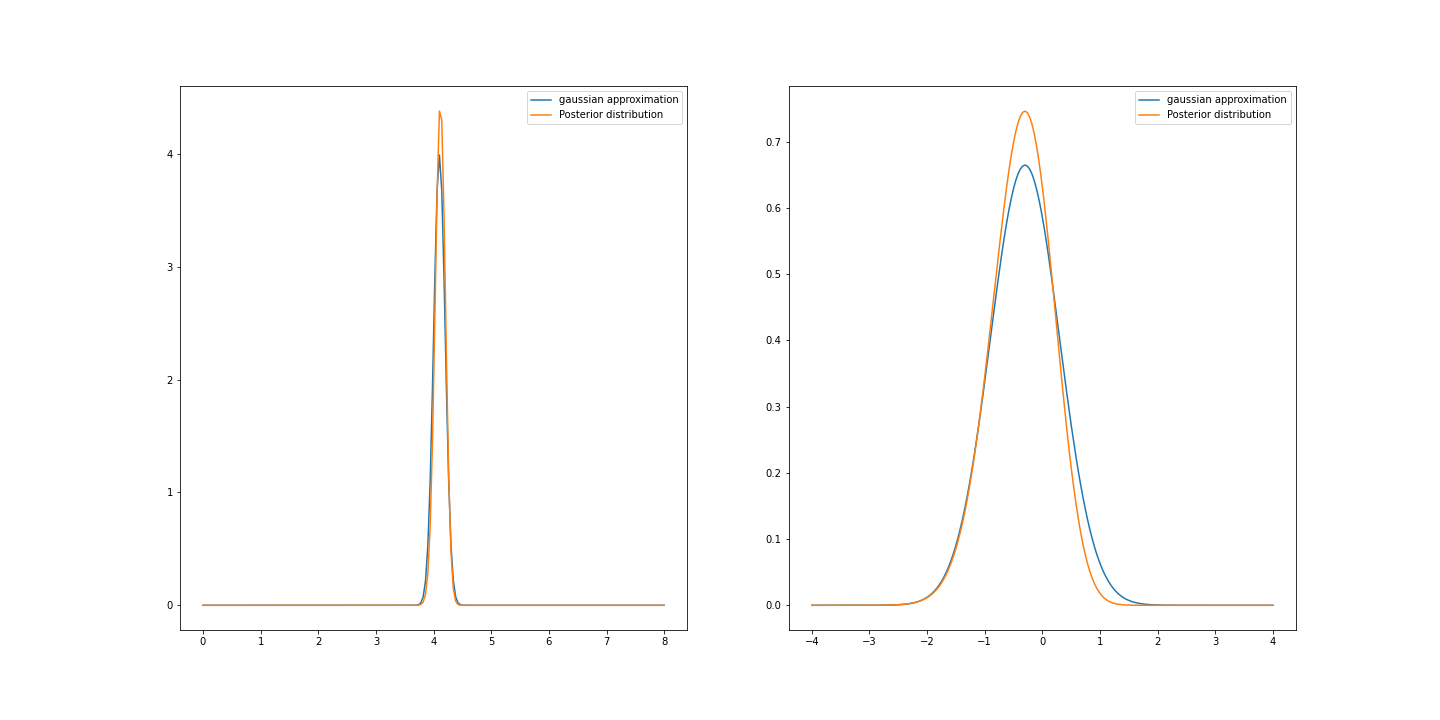 gaussian approximation
Posterior distribution
4
3
2
1
0
0 1 2 3 4 5 6 7 8
gaussian approximation
Posterior distribution
0.7
0.6
0.5
0.4
0.3
0.2
0.1
0.0
−4 −3 −2 −1 0 1 2 3 4